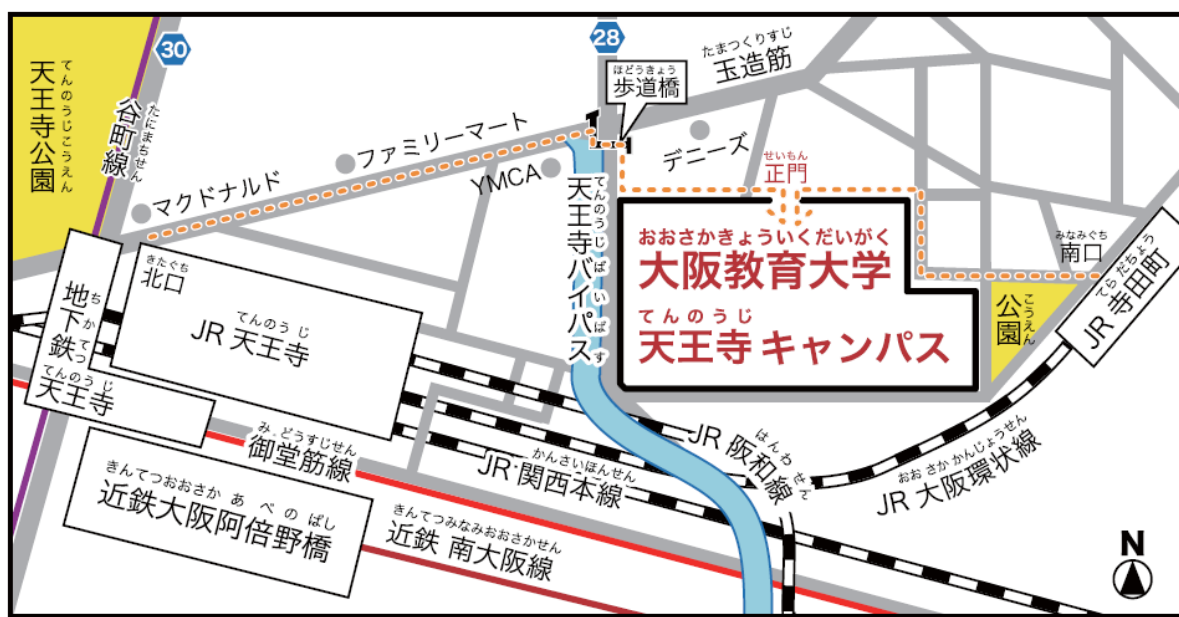 30
28
てんのうじこうえん
天王寺公園
たにまちせん
谷町線
マクドナルド
ファミリーマート
YMCA
ほどうきょう
歩道橋
たまつくりすじ
玉造筋
デニーズ
せいもん
正門
てんのうじばいぱす
天王寺バイパス
おおさかきょういくだいがく
大阪教育大学
てんのうじ
天王寺 キャンパス
こうえん
公園
みなみぐち
南口
てらだちょう
JR 寺田町
きたぐち
北口
てんのうじ
JR 天王寺
ちかてつ
地下鉄
てんのうじ
天王寺
みどうすじせん
御堂筋線
かんさいほんせん
JR 関西本線
はんわせん
JR 阪和線
おおさかかんじょうせん
JR 大阪環状線
きんてつおおさか あべのばし
近鉄大阪阿倍野橋
きんてつみなみおおさかせん
近鉄 南大阪線
N